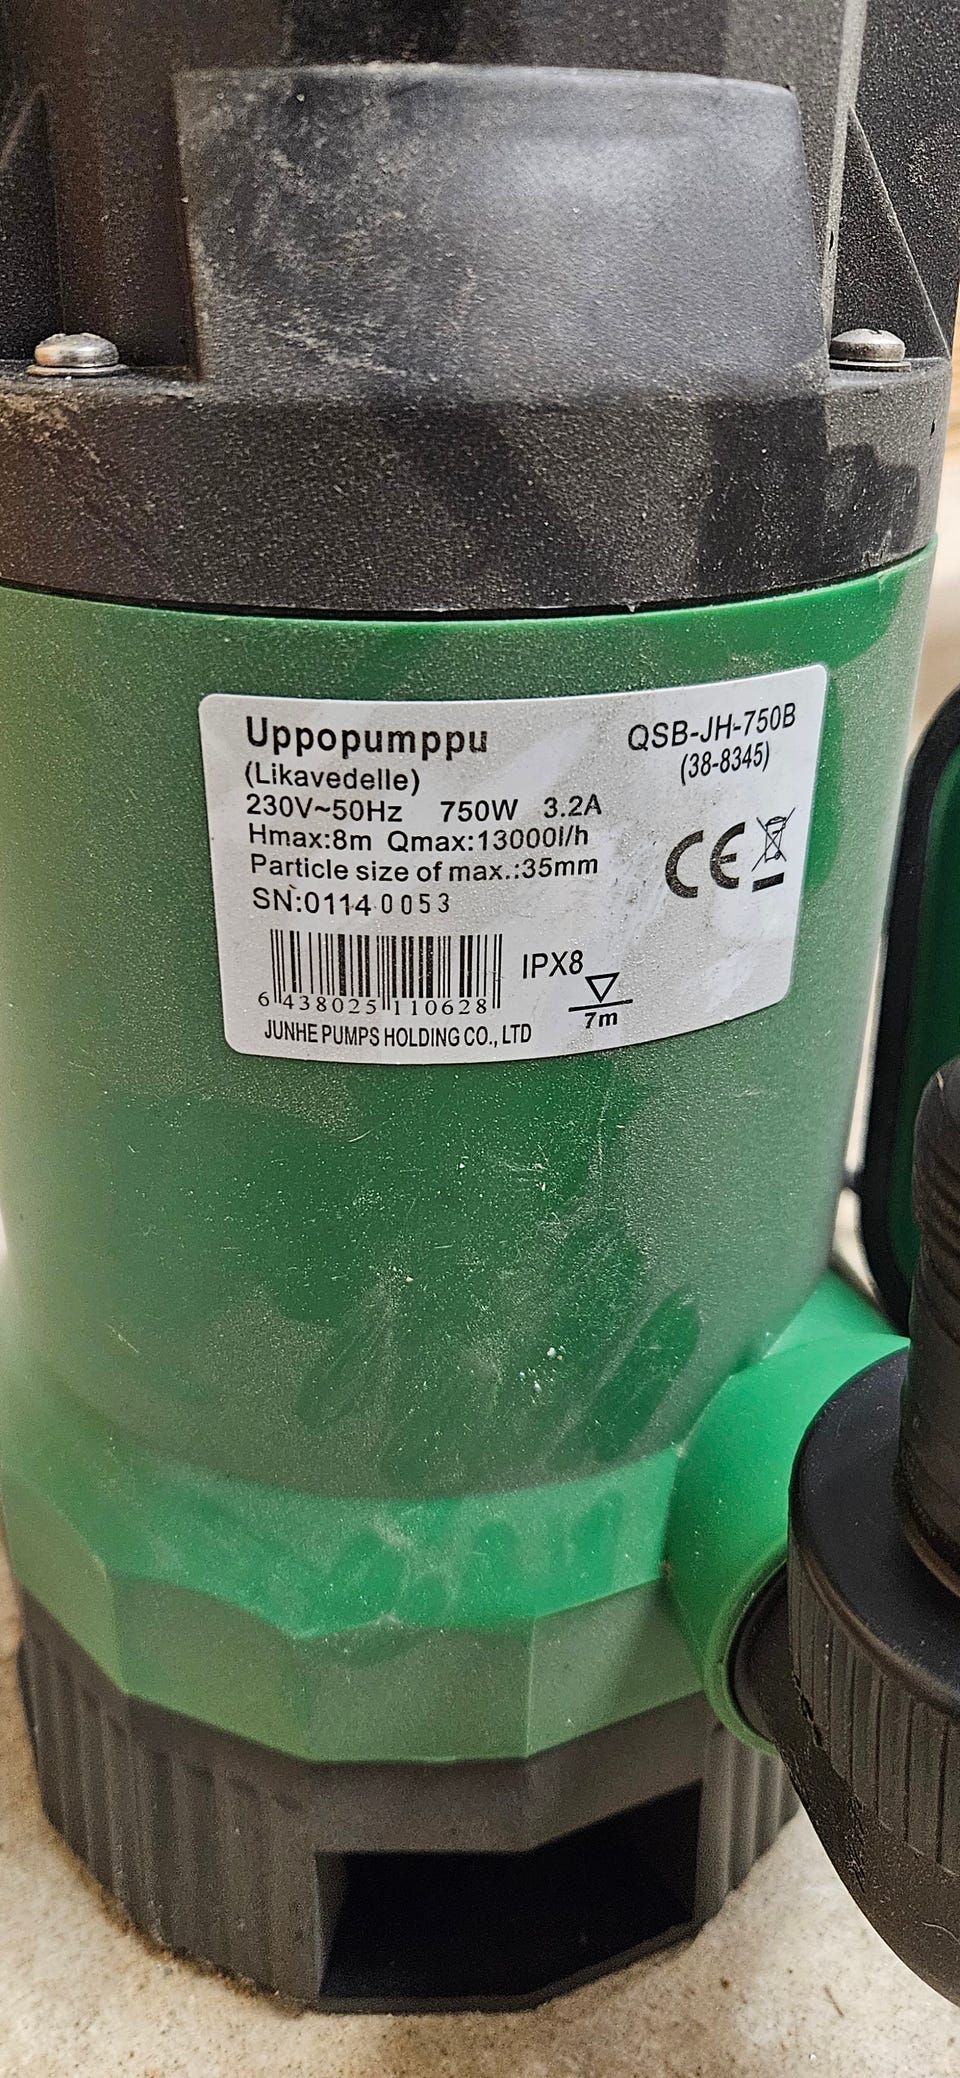 Uppopumppu
(Likavedelle)
QSB-JH-750B
(38-8345)
230V~50Hz 750W 3.2A
Hmax:8m Qmax:13000l/h
Particle size of max.:35mm
SN:0114 0053
CE
6 438025 110628
IPX8
7m
JUNHE PUMPS HOLDING CO., LTD